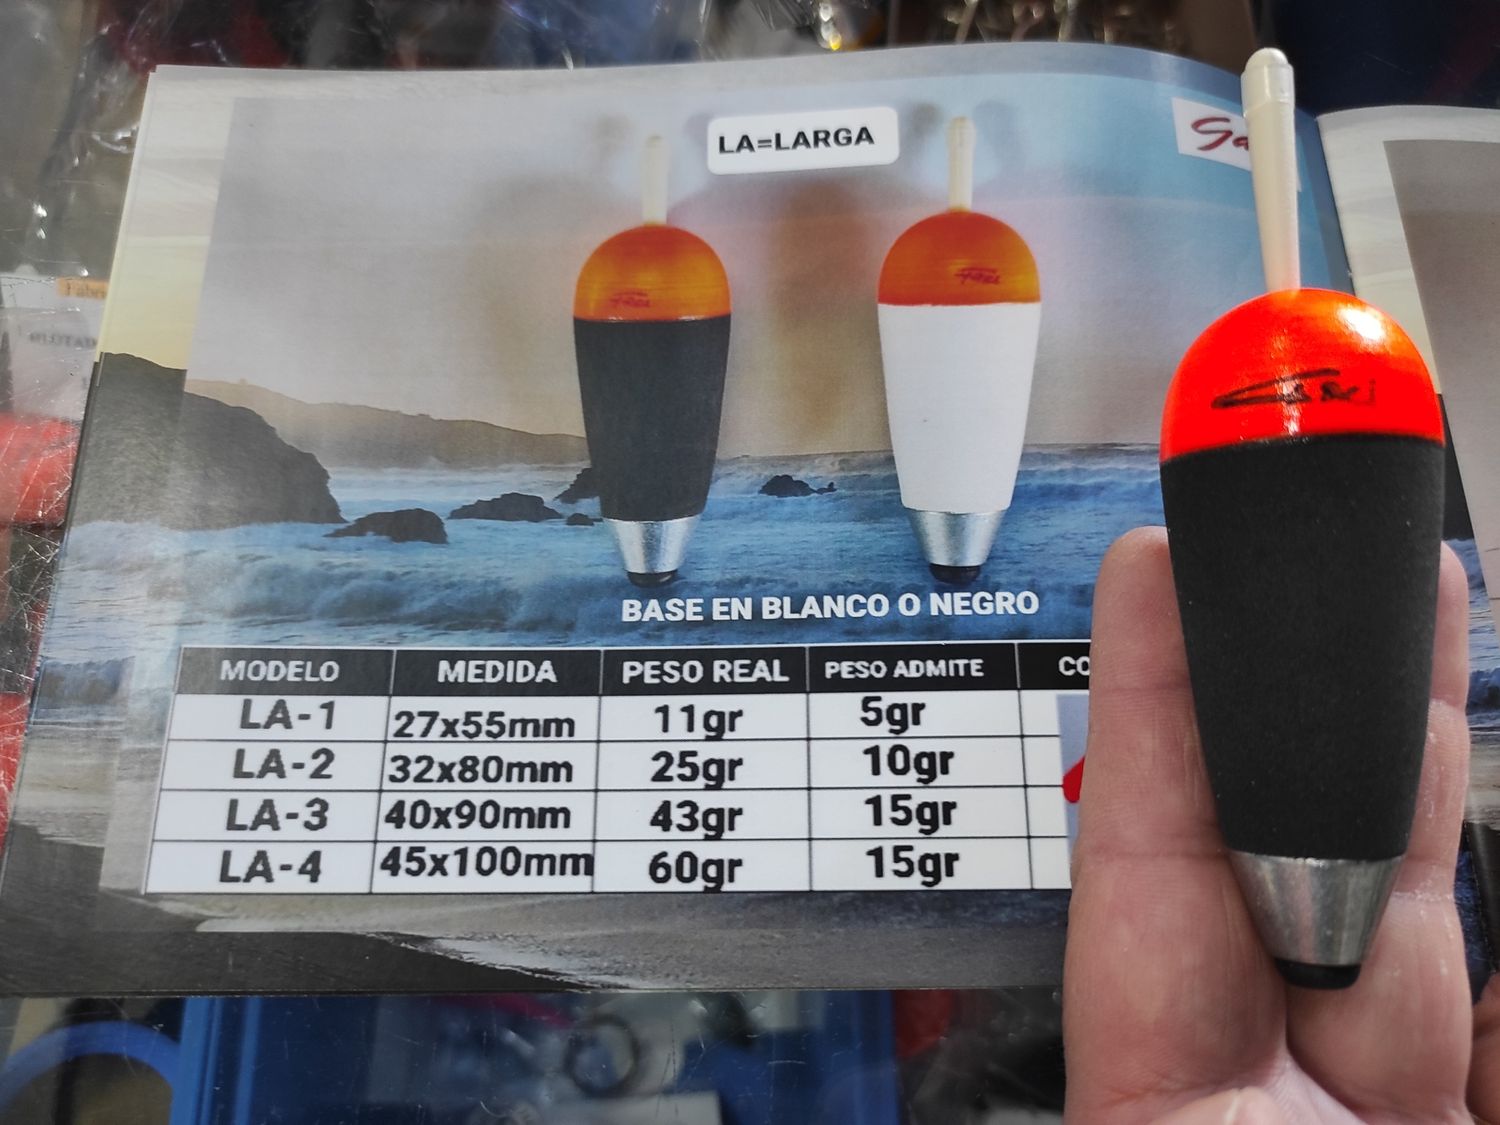 LA=LARGA
BASE EN BLANCO O NEGRO
MODELO MEDIDA PESO REAL PESO ADMITE
LA-1 27x55mm 11gr 5gr
LA-2 32x80mm 25gr 10gr
LA-3 40x90mm 43gr 15gr
LA-4 45x100mm 60gr 15gr